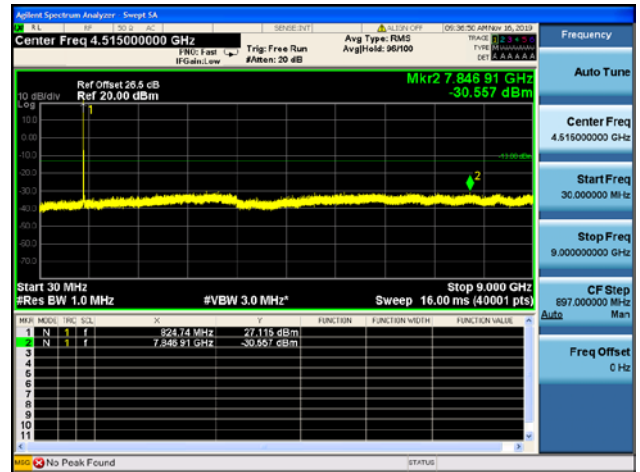 Agilent Spectrum Analyzer - Swept SA
RL RF 50 Ω AC SENSE:INT ALIGN OFF 09:36:50 AM Nov 16, 2019
Center Freq 4.515000000 GHz
PNO: Fast Trig: Free Run Avg Type: RMS
IFGain:Low #Atten: 20 dB Avg|Hold: 96/100
TRACE 1 2 3 4 5 6
TYPE
DET A A A A A A
Ref Offset 26.5 dB Mkr2 7.846 91 GHz
10 dB/div Ref 20.00 dBm -30.557 dBm
Log
1
10.0
0.00
-10.0
-13.00 dBm
2
-20.0
-30.0
-40.0
-50.0
-60.0
-70.0
Start 30 MHz Stop 9.000 GHz
#Res BW 1.0 MHz #VBW 3.0 MHz* Sweep 16.00 ms (40001 pts)
MKR MODE TRC SCL X Y FUNCTION FUNCTION WIDTH FUNCTION VALUE
1 N 1 f 824.74 MHz 27.115 dBm
2 N 1 f 7.846 91 GHz -30.557 dBm
3
4
5
6
7
8
9
10
11
MSG No Peak Found STATUS
Frequency
Auto Tune
Center Freq
4.515000000 GHz
Start Freq
30.000000 MHz
Stop Freq
9.000000000 GHz
CF Step
897.000000 MHz
Auto Man
Freq Offset
0 Hz